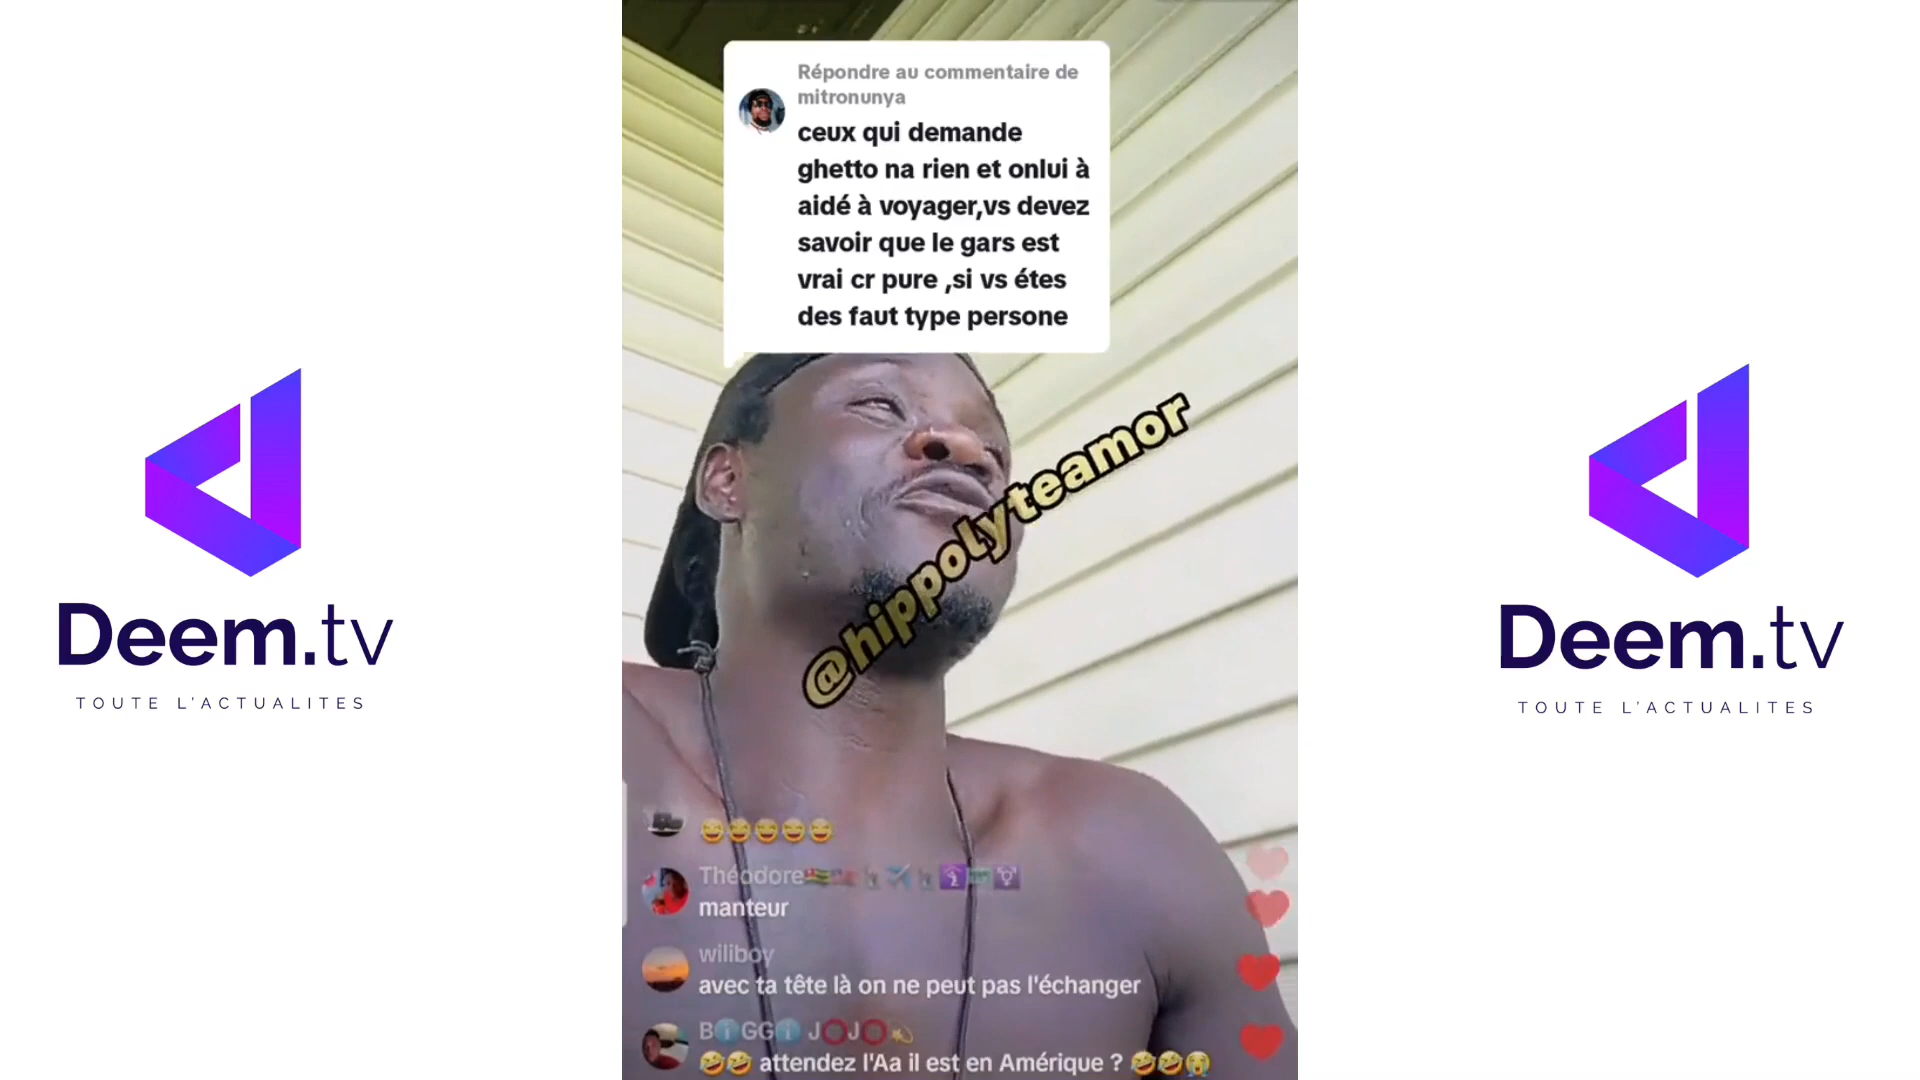 Répondre au commentaire de
mitronunya
ceux qui demande
ghetto na rien et onlui à
aidé à voyager,vs devez
savoir que le gars est
vrai cr pure ,si vs étes
des faut type persone
@hippolyteamor
Deem.tv
TOUTE L'ACTUALITES
Deem.tv
TOUTE L'ACTUALITES
😂😂😂😂😂
Théodore
manteur
wiliboy
avec ta tête là on ne peut pas l'échanger
BℹGGℹ J⭕J⭕💫
🤣🤣 attendez l'Aa il est en Amérique ? 🤣🤣😭